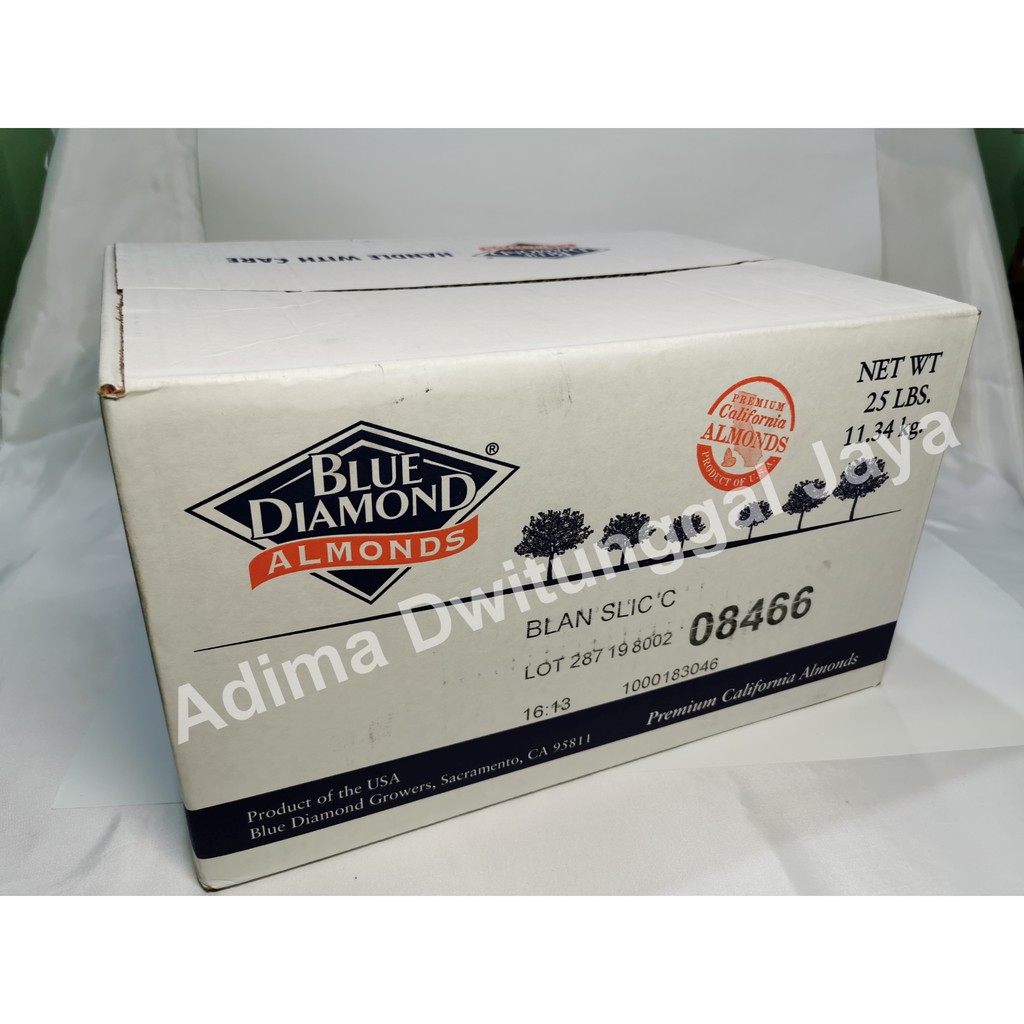 HANDLE WITH CARE
BLUE
DIAMOND
ALMONDS
®
PREMIUM
California
ALMONDS
PRODUCT OF U.S.A.
NET WT
25 LBS.
11.34 kg.
Adima Dwitunggal Jaya
BLAN SLIC'C
LOT 287 19 8002 08466
16:13 1000183046
Premium California Almonds
Product of the USA
Blue Diamond Growers, Sacramento, CA 95811